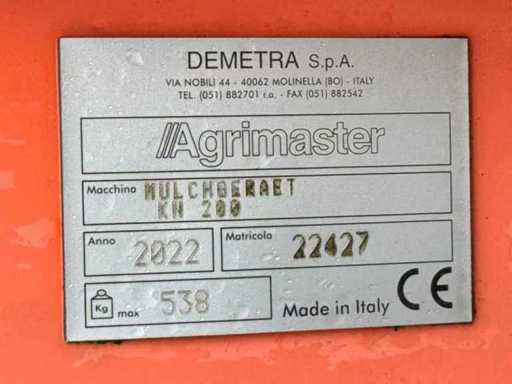 DEMETRA S.p.A.
VIA NOBILI 44 - 40062 MOLINELLA (BO) - ITALY
TEL. (051) 882701 r.a. - FAX (051) 882542
Agrimaster
Macchina MULCHGERAET
KN 200
Anno 2022 Matricola 22427
Kg max 538 Made in Italy CE